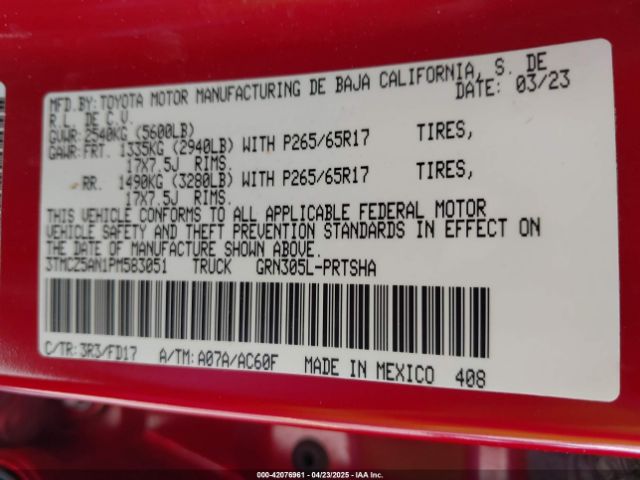 MFD.BY: TOYOTA MOTOR MANUFACTURING DE BAJA CALIFORNIA, S. DE
R.L. DE C.V. DATE: 03/23
GVWR: 2540KG (5600LB)
GAWR: FRT. 1335KG (2940LB) WITH P265/65R17 TIRES,
17X7.5J RIMS.
RR. 1490KG (3280LB) WITH P265/65R17 TIRES,
17X7.5J RIMS.
THIS VEHICLE CONFORMS TO ALL APPLICABLE FEDERAL MOTOR
VEHICLE SAFETY AND THEFT PREVENTION STANDARDS IN EFFECT ON
THE DATE OF MANUFACTURE SHOWN ABOVE.
3TMCZ5AN1PM583051 TRUCK GRN305L-PRTSHA
C/TR: 3R3/FD17 A/TM: A07A/AC60F MADE IN MEXICO 408
000-42076961 - 04/23/2025 - www.iaai.com - Copyright IAA, Inc.